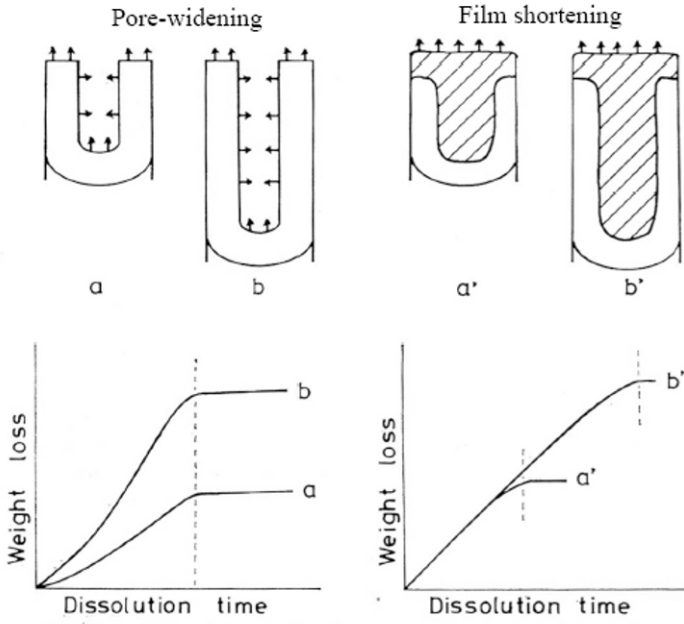 Pore-widening
Film shortening
a
b
a'
b'
Weight loss
b
a
Dissolution time
Weight loss
b'
a'
Dissolution time